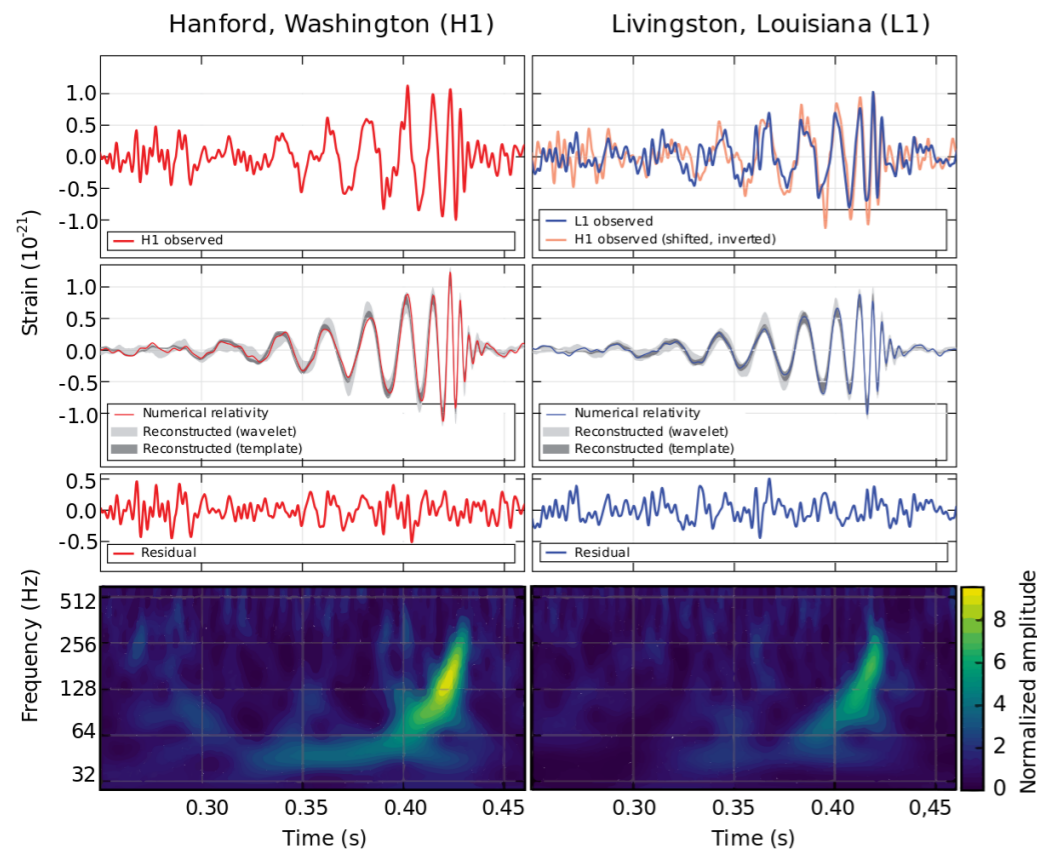 Hanford, Washington (H1)
Livingston, Louisiana (L1)
Strain (10⁻²¹)
1.0
0.5
0.0
-0.5
-1.0
H1 observed
L1 observed
H1 observed (shifted, inverted)
1.0
0.5
0.0
-0.5
-1.0
Numerical relativity
Reconstructed (wavelet)
Reconstructed (template)
Numerical relativity
Reconstructed (wavelet)
Reconstructed (template)
0.5
0.0
-0.5
Residual
Residual
Frequency (Hz)
512
256
128
64
32
Normalized amplitude
8
6
4
2
0
0.30
0.40
0.30
0.35
0.40
0,45
Time (s)
Time (s)